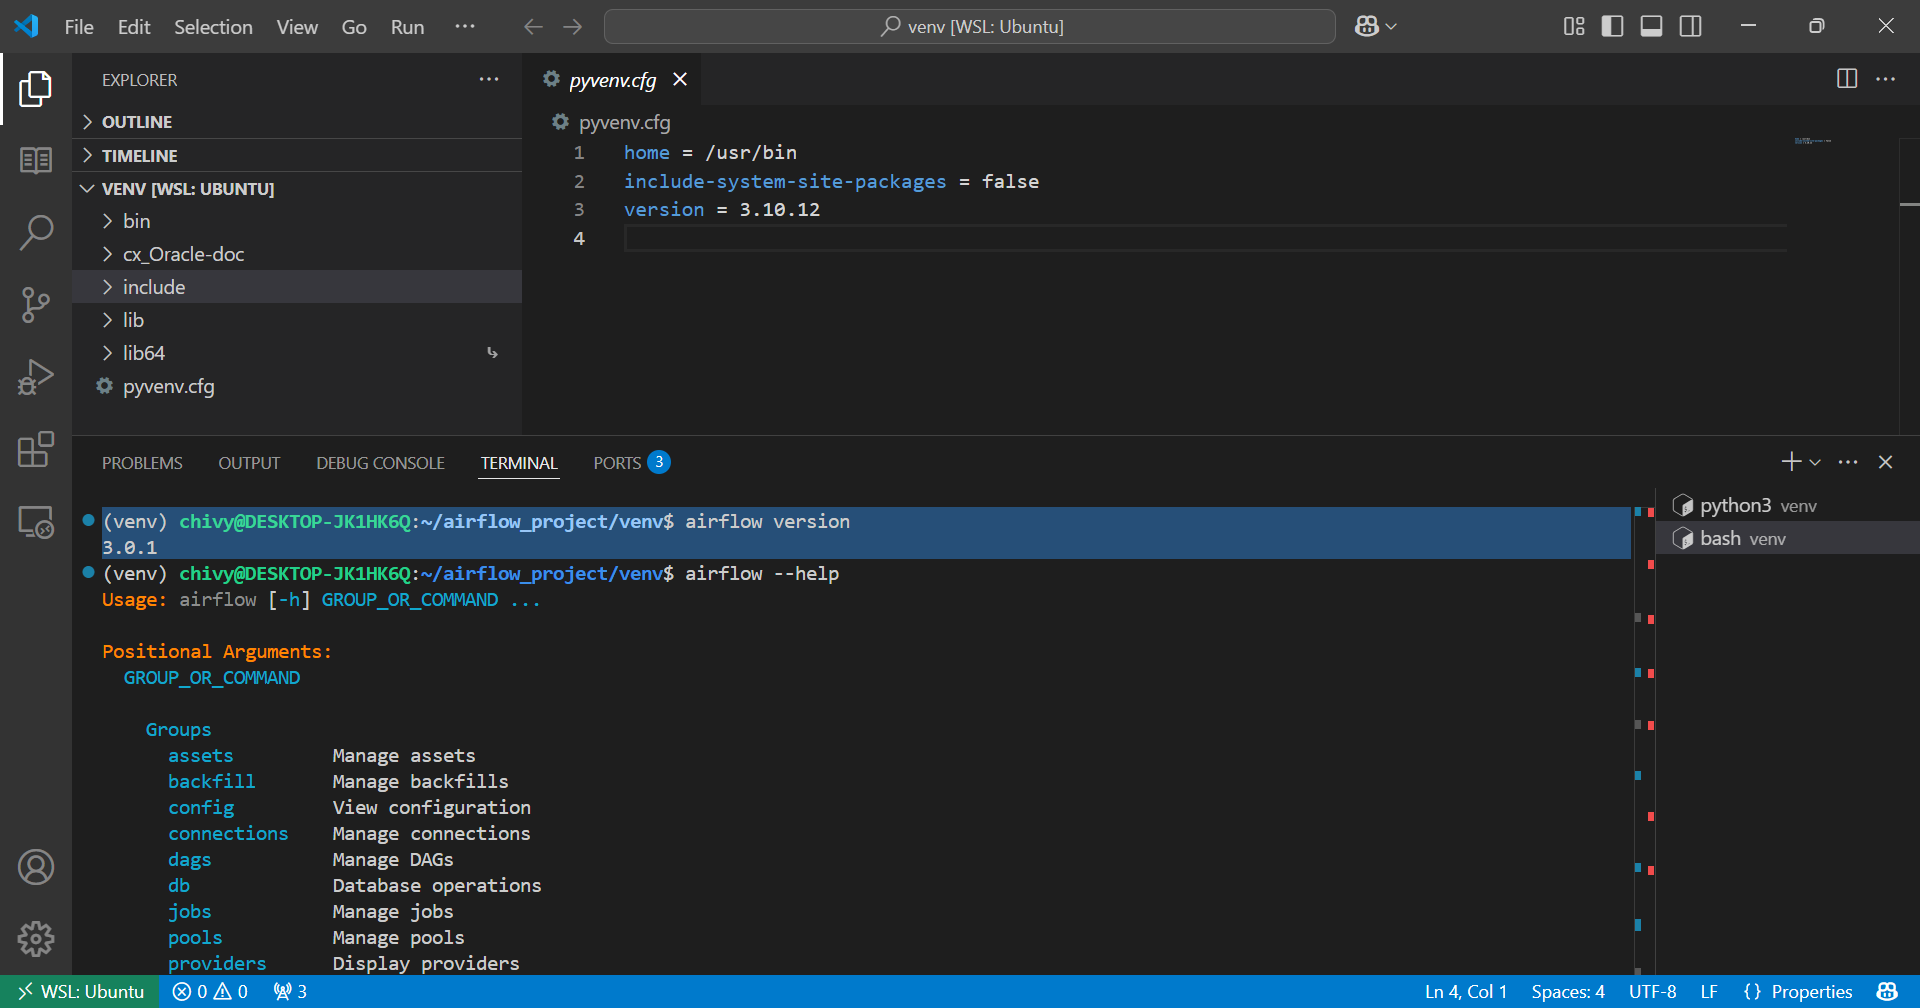 File Edit Selection View Go Run ···
venv [WSL: Ubuntu]
EXPLORER
OUTLINE
TIMELINE
VENV [WSL: UBUNTU]
bin
cx_Oracle-doc
include
lib
lib64
pyvenv.cfg
pyvenv.cfg
pyvenv.cfg
1 home = /usr/bin
2 include-system-site-packages = false
3 version = 3.10.12
4
PROBLEMS OUTPUT DEBUG CONSOLE TERMINAL PORTS 3
python3 venv
bash venv
(venv) chivy@DESKTOP-JK1HK6Q:~/airflow_project/venv$ airflow version
3.0.1
(venv) chivy@DESKTOP-JK1HK6Q:~/airflow_project/venv$ airflow --help
Usage: airflow [-h] GROUP_OR_COMMAND ...
Positional Arguments:
GROUP_OR_COMMAND
Groups
assets Manage assets
backfill Manage backfills
config View configuration
connections Manage connections
dags Manage DAGs
db Database operations
jobs Manage jobs
pools Manage pools
providers Display providers
WSL: Ubuntu 0 0 3 Ln 4, Col 1 Spaces: 4 UTF-8 LF {} Properties